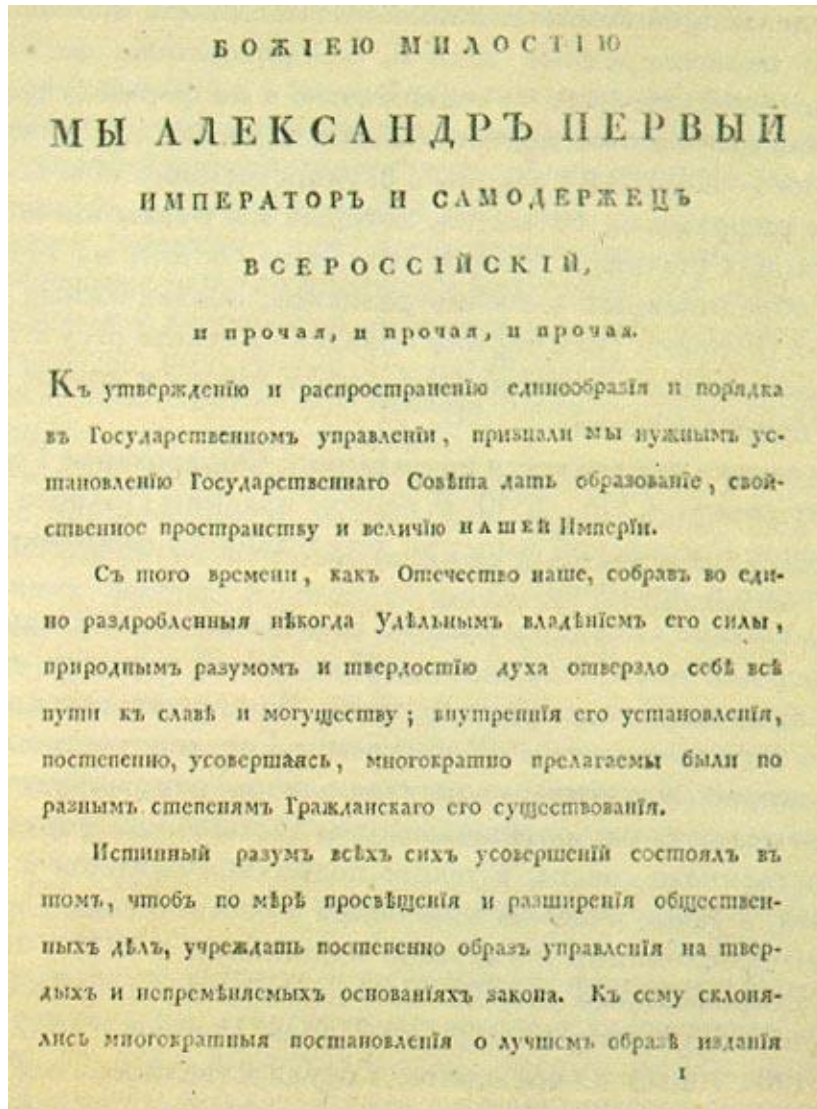 БОЖІЕЮ МИЛОСТІЮ
МЫ АЛЕКСАНДРЪ ПЕРВЫЙ
ИМПЕРАТОРЪ И САМОДЕРЖЕЦЪ
ВСЕРОССІЙСКІЙ,
и прочая, и прочая, и прочая.
Къ утвержденію и распространенію единообразія и порядка
въ Государственномъ управленіи, признали мы нужнымъ ус-
тановленію Государственнаго Совѣта дать образованіе, свой-
ственное пространству и величію НАШЕЙ Имперіи.
Съ того времени, какъ Отечество наше, собравъ во еди-
но раздробленныя нѣкогда Удѣльнымъ владѣніемъ его силы,
природнымъ разумомъ и твердостію духа отверзло себѣ всѣ
пути къ славѣ и могуществу; внутреннія его установленія,
постепенно, усовершаясь, многократно прелагаемы были по
разнымъ степенямъ Гражданскаго его существованія.
Истинный разумъ всѣхъ сихъ усовершеній состоялъ въ
томъ, чтобъ по мѣрѣ просвѣщенія и разширенія обществен-
ныхъ дѣлъ, учреждать постепенно образъ управленія на твер-
дыхъ и непремѣняемыхъ основаніяхъ закона. Къ сему склоня-
лись многократныя постановленія о лучшемъ образѣ изданія
I